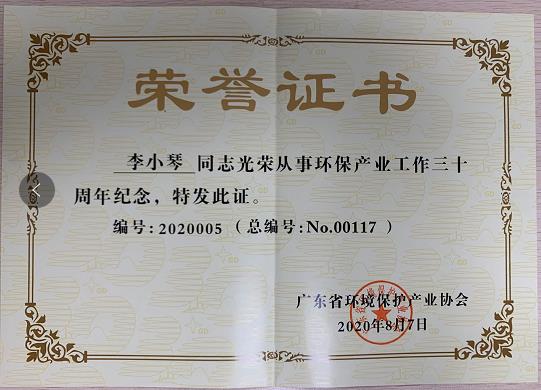 荣誉证书
李小琴 同志光荣从事环保产业工作三十
周年纪念，特发此证。
编号：2020005（总编号：No.00117）
广东省环境保护产业协会
2020年8月7日